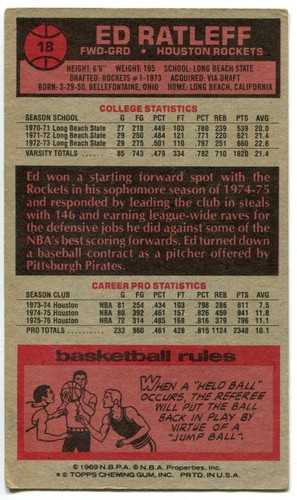 18
ED RATLEFF
FWD-GRD • HOUSTON ROCKETS
HEIGHT: 6'6" WEIGHT: 195 SCHOOL: LONG BEACH STATE
DRAFTED: ROCKETS #1-1973 ACQUIRED: VIA DRAFT
BORN: 3-29-50, BELLEFONTAINE, OHIO HOME: LONG BEACH, CALIFORNIA
COLLEGE STATISTICS
SEASON SCHOOL G FG PCT FT PCT REB PTS AVG
1970-71 Long Beach State 27 218 .449 103 .780 239 539 20.0
1971-72 Long Beach State 29 250 .484 121 .771 220 621 21.4
1972-73 Long Beach State 29 275 .501 110 .797 251 660 22.8
VARSITY TOTALS 85 743 .479 334 .782 710 1820 21.4
Ed won a starting forward spot with the
Rockets in his sophomore season of 1974-75
and responded by leading the club in steals
with 146 and earning league-wide raves for
the defensive jobs he did against some of the
NBA's best scoring forwards. Ed turned down
a baseball contract as a pitcher offered by
Pittsburgh Pirates.
CAREER PRO STATISTICS
SEASON CLUB G FG PCT FT PCT REB PTS AVG
1973-74 Houston NBA 81 254 .434 103 .798 286 611 7.5
1974-75 Houston NBA 80 392 .461 157 .826 459 941 11.8
1975-76 Houston NBA 72 314 .485 168 .816 379 796 11.1
PRO TOTALS 233 960 .461 428 .815 1124 2348 10.1
basketball rules
WHEN A "HELD BALL"
OCCURS, THE REFEREE
WILL PUT THE BALL
BACK IN PLAY BY
VIRTUE OF A
"JUMP BALL."
© 1969 N.B.P.A. © N.B.A. Properties, Inc.
© TOPPS CHEWING GUM, INC. PRTD. IN U.S.A.